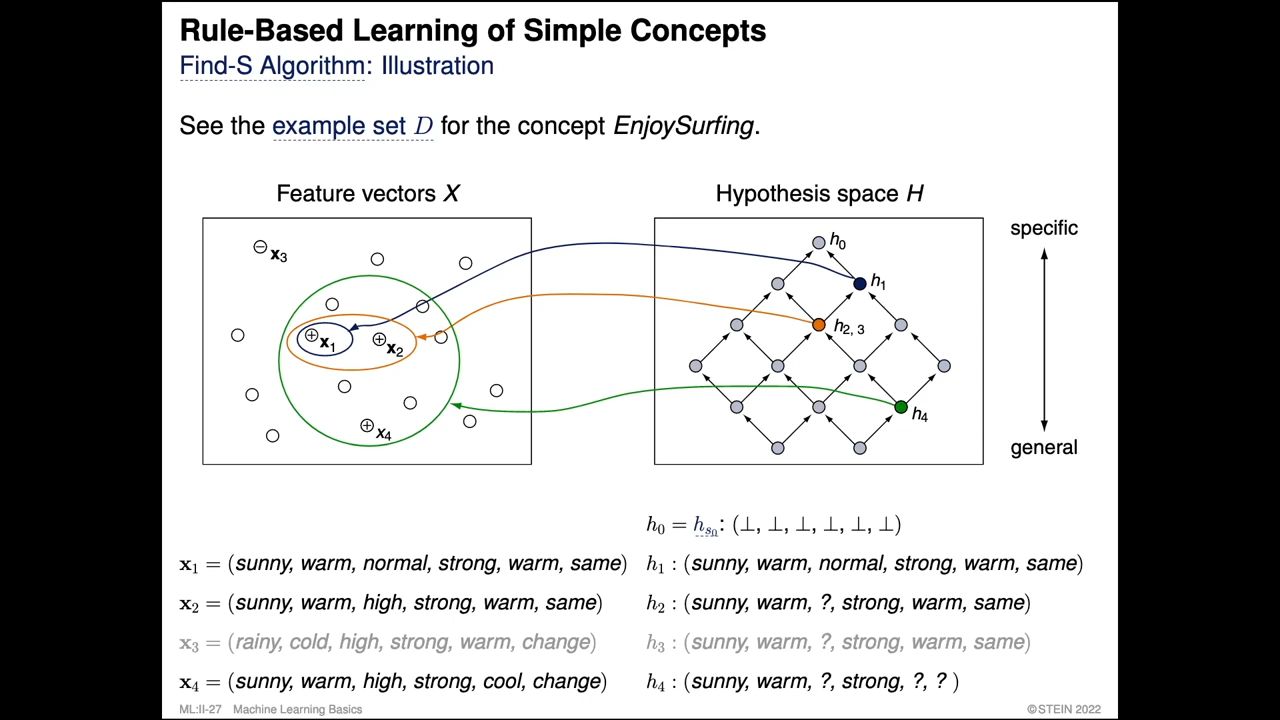 Rule-Based Learning of Simple Concepts
Find-S Algorithm: Illustration
See the example set D for the concept EnjoySurfing.
Feature vectors X
Hypothesis space H
x3
x1
x2
x4
h0
h1
h2, 3
h4
specific
general
h0 = hs0: (⊥, ⊥, ⊥, ⊥, ⊥, ⊥)
x1 = (sunny, warm, normal, strong, warm, same) h1 : (sunny, warm, normal, strong, warm, same)
x2 = (sunny, warm, high, strong, warm, same) h2 : (sunny, warm, ?, strong, warm, same)
x3 = (rainy, cold, high, strong, warm, change) h3 : (sunny, warm, ?, strong, warm, same)
x4 = (sunny, warm, high, strong, cool, change) h4 : (sunny, warm, ?, strong, ?, ? )
ML:II-27 Machine Learning Basics ©STEIN 2022